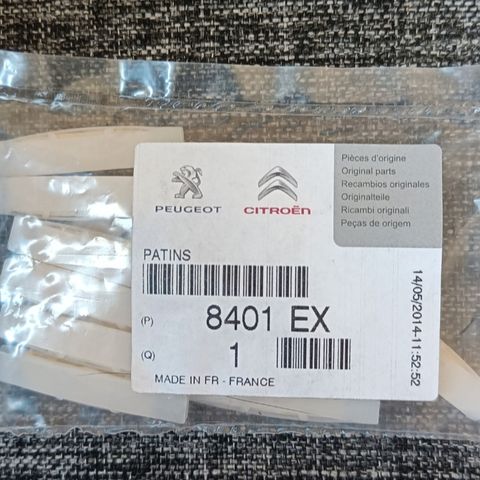 Pièces d'origine
Original parts
Recambios originales
Originalteile
Ricambi originali
Peças de origem
PEUGEOT
CITROËN
PATINS
(P) 8401 EX
(Q) 1
MADE IN FR - FRANCE
14/05/2014-11:52:52